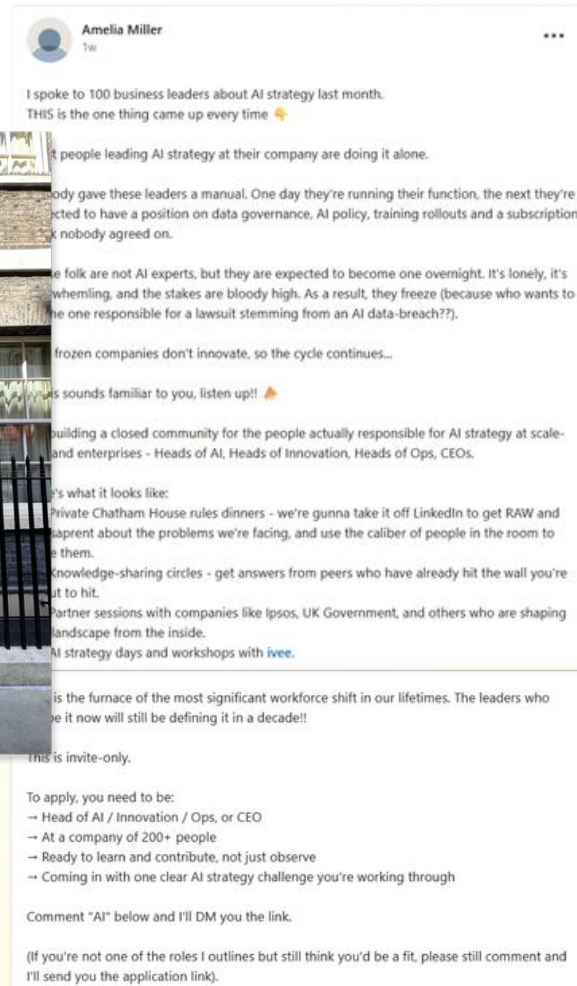 Amelia Miller
1w
I spoke to 100 business leaders about AI strategy last month.
THIS is the one thing came up every time 👇
people leading AI strategy at their company are doing it alone.
gave these leaders a manual. One day they're running their function, the next they're
to have a position on data governance, AI policy, training rollouts and a subscription
nobody agreed on.
folk are not AI experts, but they are expected to become one overnight. It's lonely, it's
and the stakes are bloody high. As a result, they freeze (because who wants to
one responsible for a lawsuit stemming from an AI data-breach??).
frozen companies don't innovate, so the cycle continues...
sounds familiar to you, listen up!!
a closed community for the people actually responsible for AI strategy at scale-
and enterprises - Heads of AI, Heads of Innovation, Heads of Ops, CEOs.
what it looks like:
Private Chatham House rules dinners - we're gunna take it off LinkedIn to get RAW and
about the problems we're facing, and use the caliber of people in the room to
them.
Knowledge-sharing circles - get answers from peers who have already hit the wall you're
to hit.
Partner sessions with companies like Ipsos, UK Government, and others who are shaping
landscape from the inside.
AI strategy days and workshops with ivee.
is the furnace of the most significant workforce shift in our lifetimes. The leaders who
it now will still be defining it in a decade!!
This is invite-only.
To apply, you need to be:
→ Head of AI / Innovation / Ops, or CEO
→ At a company of 200+ people
→ Ready to learn and contribute, not just observe
→ Coming in with one clear AI strategy challenge you're working through
Comment "AI" below and I'll DM you the link.
(If you're not one of the roles I outlines but still think you'd be a fit, please still comment and
I'll send you the application link).